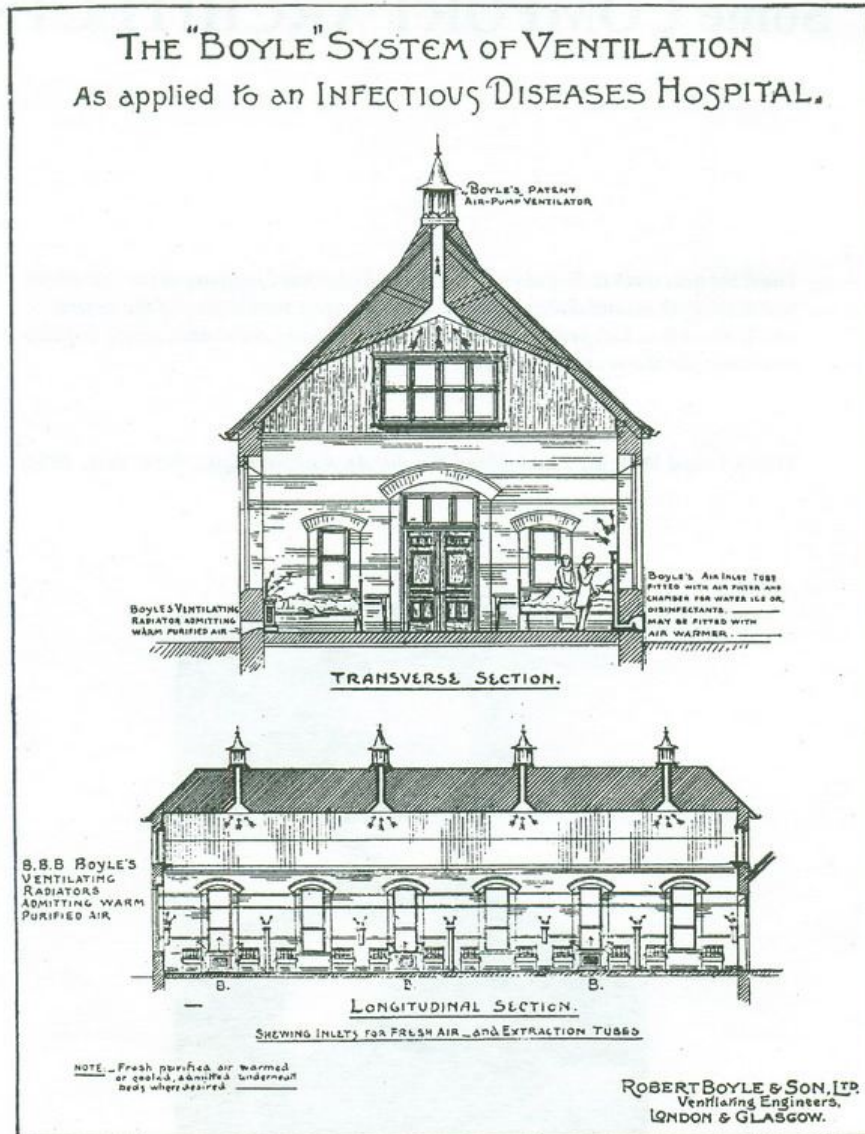 THE "BOYLE" SYSTEM OF VENTILATION
As applied to an INFECTIOUS DISEASES HOSPITAL.
"BOYLE'S PATENT
AIR-PUMP" VENTILATOR
BOYLE'S VENTILATING
RADIATOR ADMITTING
WARM PURIFIED AIR
BOYLE'S AIR INLET TUBE
FITTED WITH AIR FILTER AND
CHAMBER FOR WATER ICE OR
DISINFECTANTS.
MAY BE FITTED WITH
AIR WARMER.
TRANSVERSE SECTION.
B.B.B BOYLE'S
VENTILATING
RADIATORS
ADMITTING WARM
PURIFIED AIR
B. B.
LONGITUDINAL SECTION.
SHEWING INLETS FOR FRESH AIR _ and EXTRACTION TUBES
NOTE:_ Fresh purified air warmed
or cooled, admitted underneath
beds where desired
ROBERT BOYLE & SON, LTD.
Ventilating Engineers,
LONDON & GLASGOW.